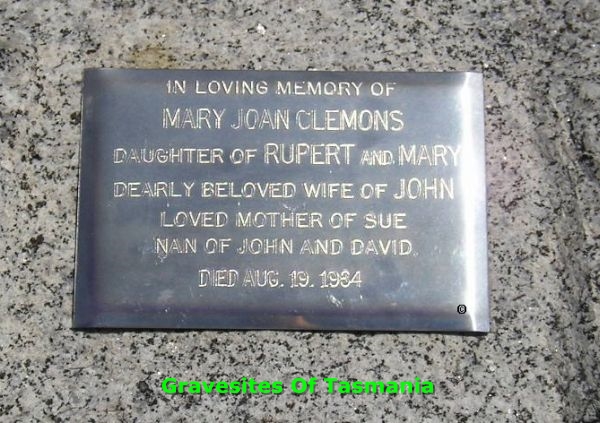 IN LOVING MEMORY OF
MARY JOAN CLEMONS
DAUGHTER OF RUPERT AND MARY
DEARLY BELOVED WIFE OF JOHN
LOVED MOTHER OF SUE
NAN OF JOHN AND DAVID.
DIED AUG. 19. 1984
©
Gravesites Of Tasmania